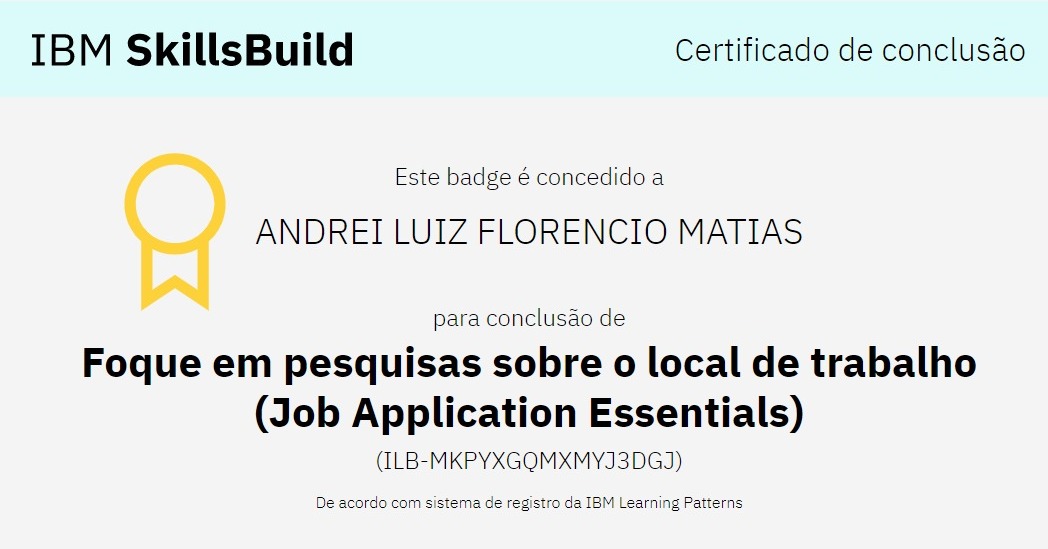 IBM SkillsBuild
Certificado de conclusão
Este badge é concedido a
ANDREI LUIZ FLORENCIO MATIAS
para conclusão de
Foque em pesquisas sobre o local de trabalho
(Job Application Essentials)
(ILB-MKPYXGQMXMYJ3DGJ)
De acordo com sistema de registro da IBM Learning Patterns